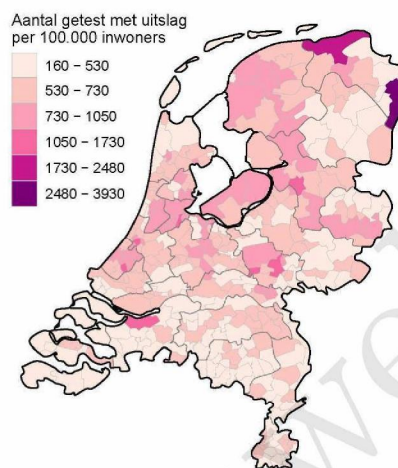 Aantal getest met uitslag
per 100.000 inwoners
160 – 530
530 – 730
730 – 1050
1050 – 1730
1730 – 2480
2480 – 3930